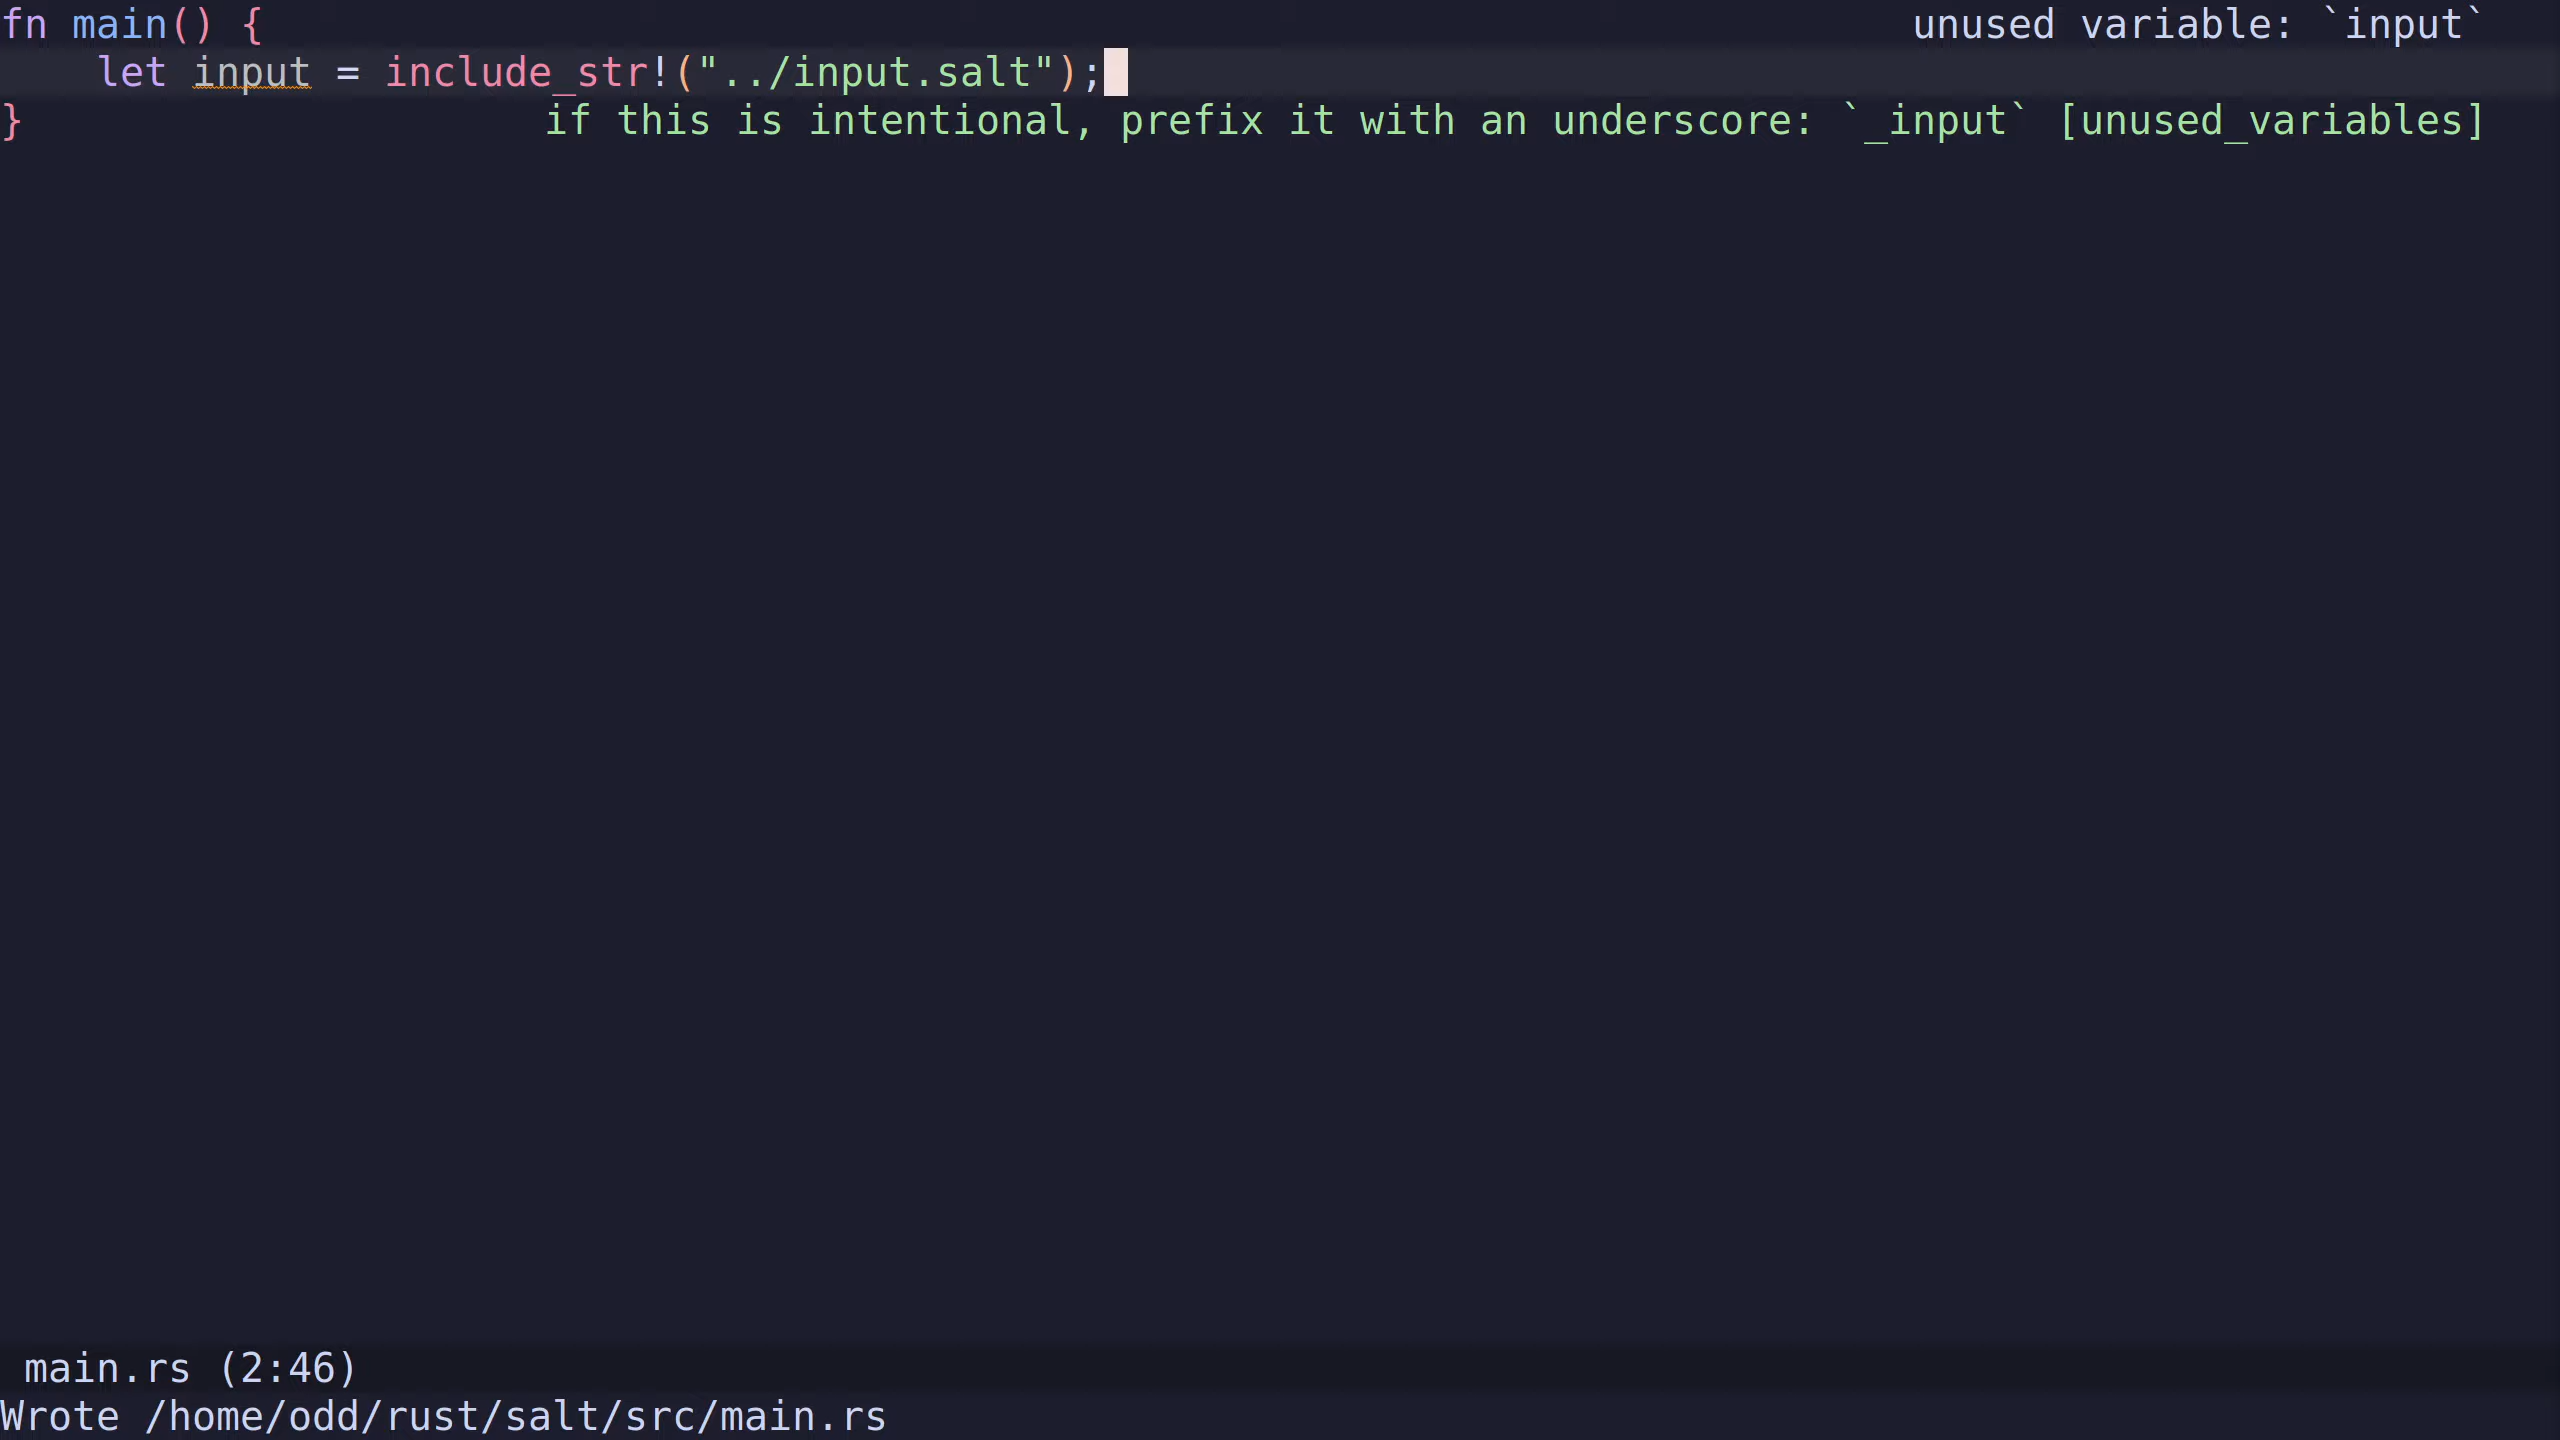 fn main() { unused variable: `input`
    let input = include_str!("../input.salt");
} if this is intentional, prefix it with an underscore: `_input` [unused_variables]
main.rs (2:46)
Wrote /home/odd/rust/salt/src/main.rs